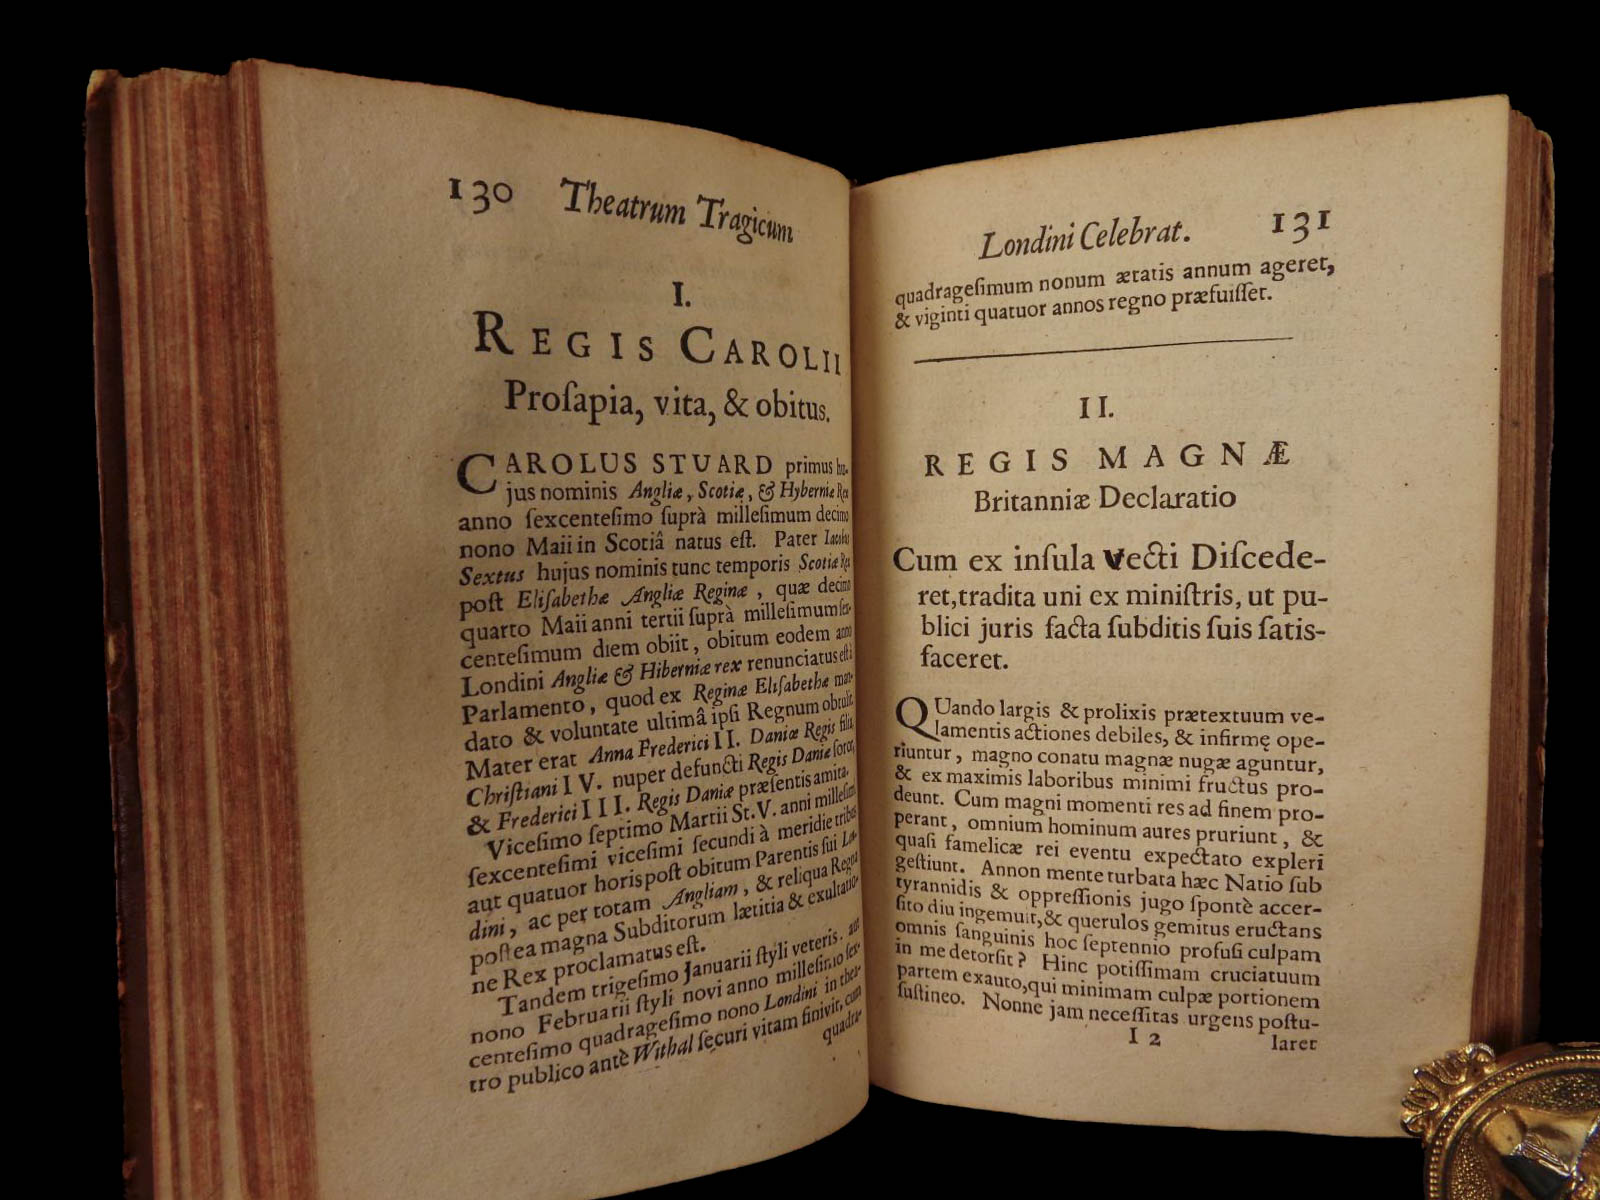 130 Theatrum Tragicum
I.
REGIS CAROLII
Proſapia, vita, & obitus.
CAROLUS STUARD primus hu-
jus nominis Angliæ, Scotiæ, & Hyberniæ Rex
anno ſexcenteſimo ſuprà milleſimum decimo
nono Maii in Scotiâ natus eſt. Pater Iacobus
Sextus hujus nominis tunc temporis Scotiæ Rex
poſt Eliſabethæ Angliæ Reginæ, quæ decimo
quarto Maii anni tertii ſuprà milleſimum ſex-
centeſimum diem obiit, obitum eodem anno
Londini Angliæ & Hiberniæ rex renunciatus eſt à
Parlamento, quod ex Reginæ Eliſabethæ man-
dato & voluntate ultimâ ipſi Regnum obtulit.
Mater erat Anna Frederici II. Daniæ Regis filia,
Chriſtiani IV. nuper defuncti Regis Daniæ ſoror,
& Frederici III. Regis Daniæ præſentis amita.
Viceſimo ſeptimo Martii St. V. anni milleſimi
ſexcenteſimi viceſimi ſecundi à meridie tribus
aut quatuor horis poſt obitum Parentis ſui Lon-
dini, ac per totam Angliam, & reliqua Regna
poſtea magna Subditorum lætitia & exultatio-
ne Rex proclamatus eſt.
Tandem trigeſimo Januarii ſtyli veteris, aut
nono Februarii ſtyli novi anno milleſimo ſex-
centeſimo quadrageſimo nono Londini in thea-
tro publico antè Withal ſecuri vitam finivit, cum
quadra-
Londini Celebrat. 131
quadrageſimum nonum ætatis annum ageret,
& viginti quatuor annos regno præfuiſſet.
II.
REGIS MAGNÆ
Britanniæ Declaratio
Cum ex inſula Vecti Diſcede-
ret, tradita uni ex miniſtris, ut pu-
blici juris facta ſubditis ſuis ſatis-
faceret.
QUando largis & prolixis prætextuum ve-
lamentis actiones debiles, & infirmę ope-
riuntur, magno conatu magnæ nugæ aguntur,
& ex maximis laboribus minimi fructus pro-
deunt. Cum magni momenti res ad finem pro-
perant, omnium hominum aures pruriunt, &
quaſi famelicæ rei eventu expectato expleri
geſtiunt. Annon mente turbata hæc Natio ſub
tyrannidis & oppreſſionis jugo ſpontè accer-
ſito diu ingemuit, & querulos gemitus eructans
omnis ſanguinis hoc ſeptennio profuſi culpam
in me detorſit? Hinc potiſſimam cruciatuum
partem exauto, qui minimam culpæ portionem
ſuſtineo. Nonne jam neceſſitas urgens poſtu-
I 2 laret